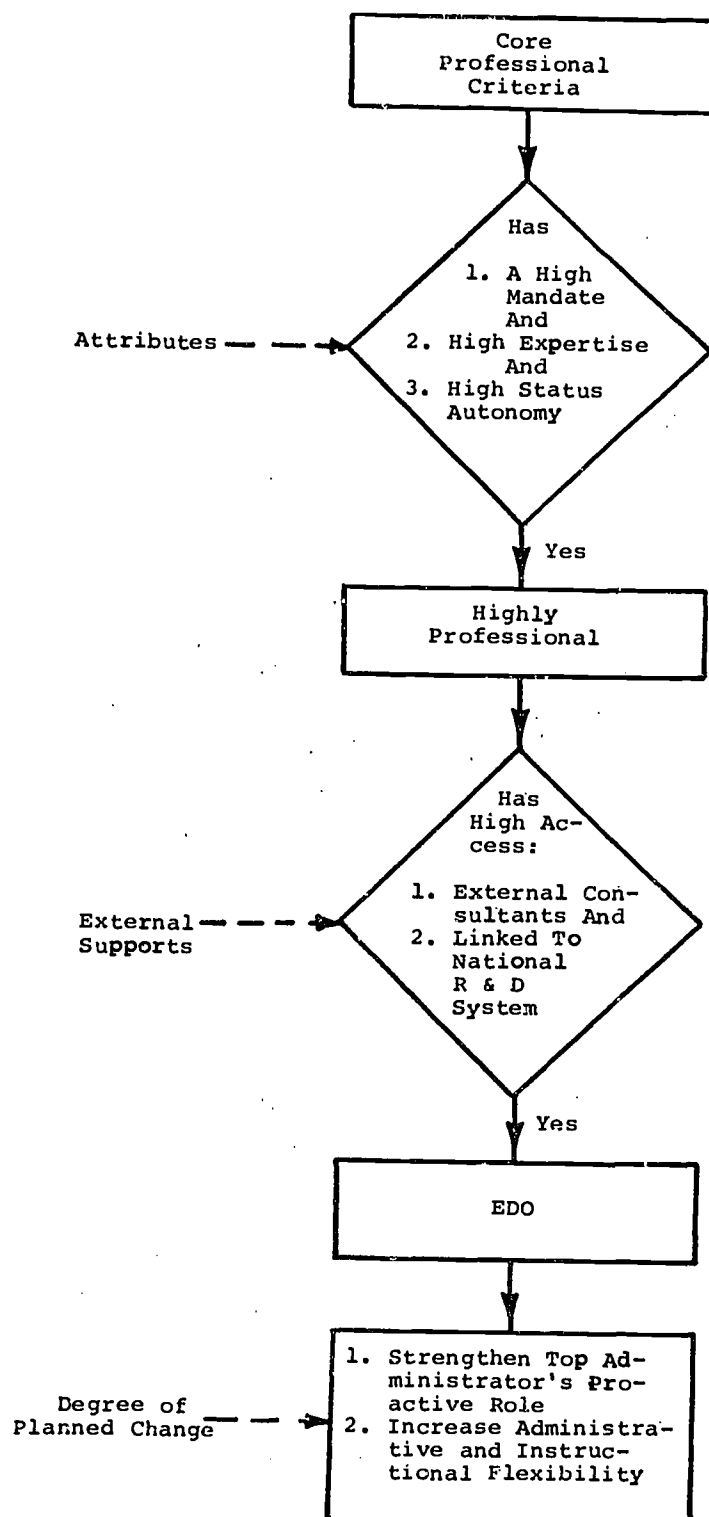 Core
Professional
Criteria
Has
1. A High
Mandate
And
Attributes
2. High Expertise
And
3. High Status
Autonomy
Yes
Highly
Professional
Has
High Ac-
cess:
1. External Con-
sultants And
External
Supports
2. Linked To
National
R & D
System
Yes
EDO
1. Strengthen Top Ad-
ministrator's Pro-
active Role
2. Increase Administra-
tive and Instruc-
tional Flexibility
Degree of
Planned Change